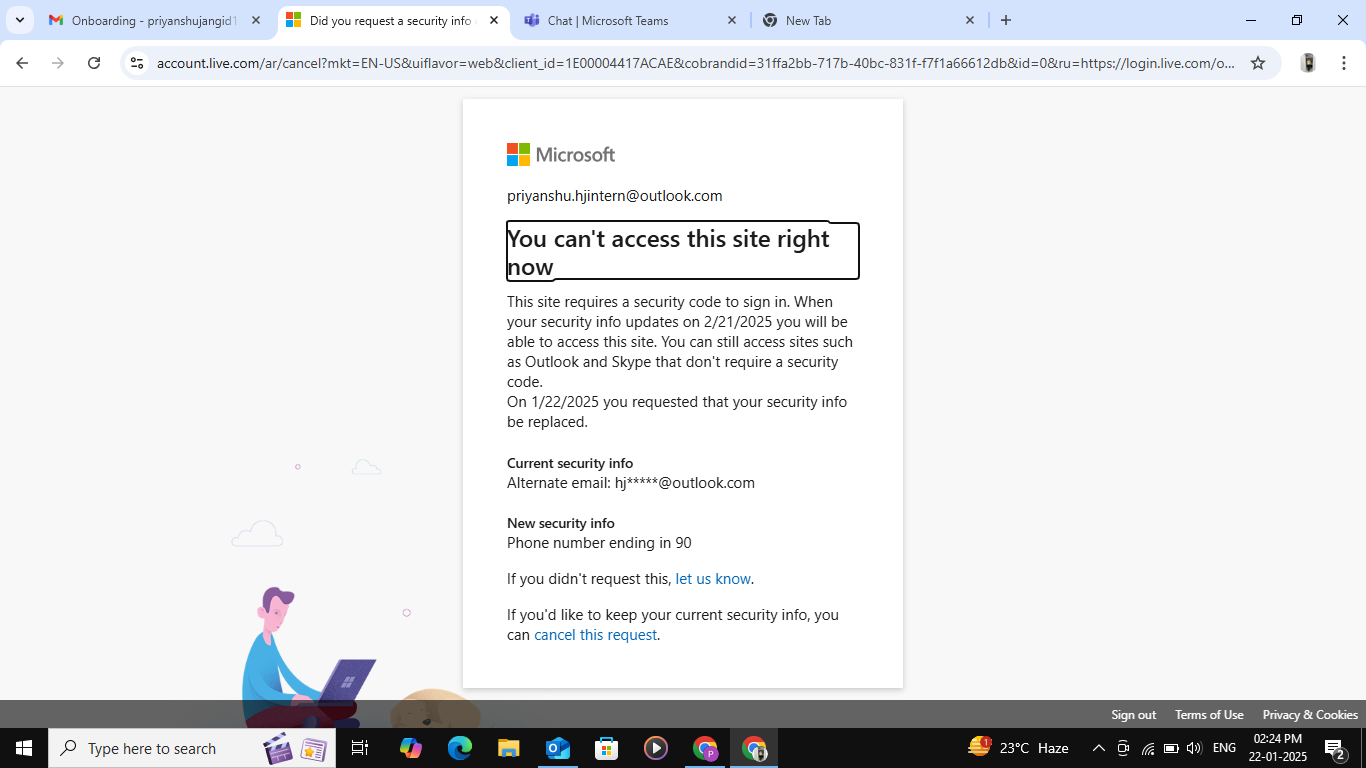 Onboarding - priyanshujangid1
Did you request a security info
Chat | Microsoft Teams
New Tab
account.live.com/ar/cancel?mkt=EN-US&uiflavor=web&client_id=1E00004417ACAE&cobrandid=31ffa2bb-717b-40bc-831f-f7f1a66612db&id=0&ru=https://login.live.com/o...
Microsoft
priyanshu.hjintern@outlook.com
You can't access this site right
now
This site requires a security code to sign in. When
your security info updates on 2/21/2025 you will be
able to access this site. You can still access sites such
as Outlook and Skype that don't require a security
code.
On 1/22/2025 you requested that your security info
be replaced.
Current security info
Alternate email: hj*****@outlook.com
New security info
Phone number ending in 90
If you didn't request this, let us know.
If you'd like to keep your current security info, you
can cancel this request.
Sign out Terms of Use Privacy & Cookies
Type here to search
1
23°C Haze
ENG
02:24 PM
22-01-2025
2